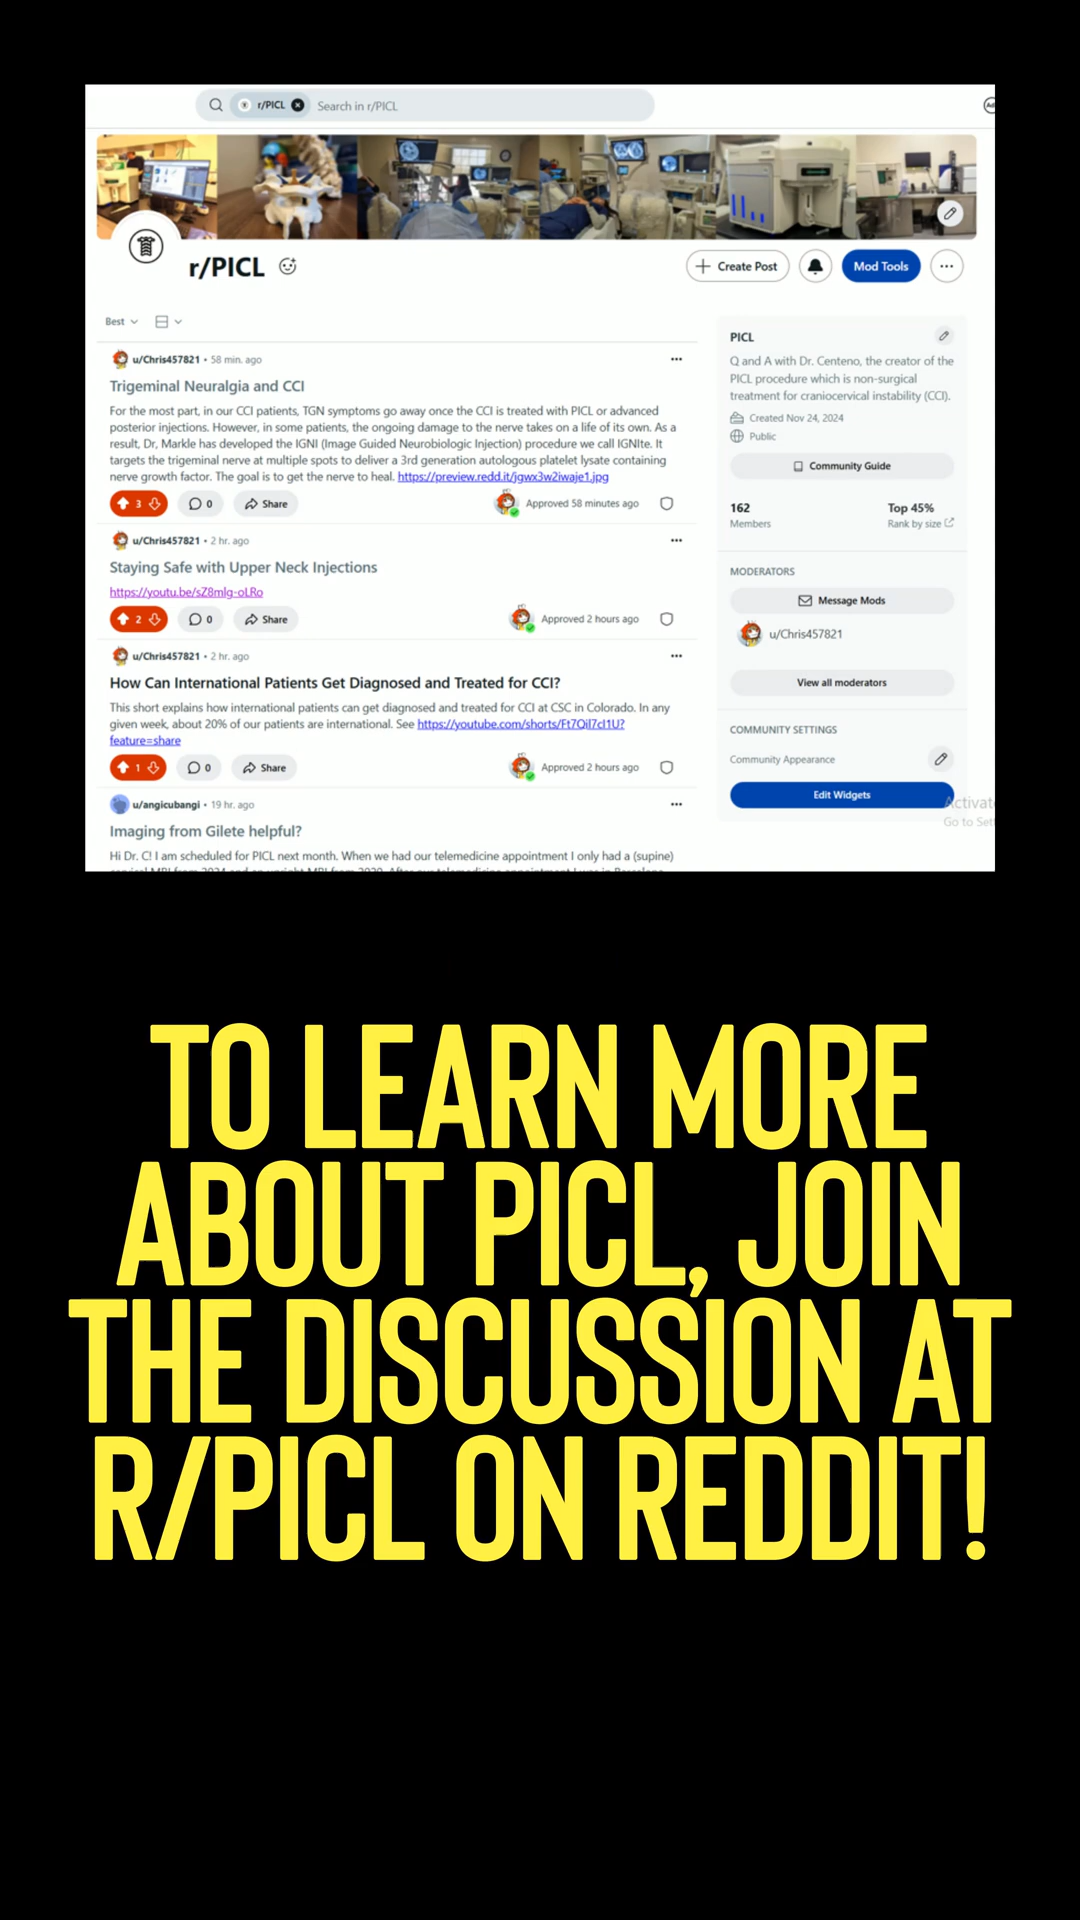 r/PICL
Search in r/PICL
r/PICL
Create Post
Mod Tools
Best
u/Chris457821 • 58 min. ago
Trigeminal Neuralgia and CCI
For the most part, in our CCI patients, TGN symptoms go away once the CCI is treated with PICL or advanced
posterior injections. However, in some patients, the ongoing damage to the nerve takes on a life of its own. As a
result, Dr, Markle has developed the IGNI (Image Guided Neurobiologic Injection) procedure we call IGNIte. It
targets the trigeminal nerve at multiple spots to deliver a 3rd generation autologous platelet lysate containing
nerve growth factor. The goal is to get the nerve to heal. https://preview.redd.it/jgwx3w2iwaje1.jpg
3
0
Share
Approved 58 minutes ago
u/Chris457821 • 2 hr. ago
Staying Safe with Upper Neck Injections
https://youtu.be/sZ8mlg-oLRo
2
0
Share
Approved 2 hours ago
u/Chris457821 • 2 hr. ago
How Can International Patients Get Diagnosed and Treated for CCI?
This short explains how international patients can get diagnosed and treated for CCI at CSC in Colorado. In any
given week, about 20% of our patients are international. See https://youtube.com/shorts/Ft7Qil7cI1U?
feature=share
1
0
Share
Approved 2 hours ago
u/angicubangi • 19 hr. ago
Imaging from Gilete helpful?
Hi Dr. C! I am scheduled for PICL next month. When we had our telemedicine appointment I only had a (supine)
PICL
Q and A with Dr. Centeno, the creator of the
PICL procedure which is non-surgical
treatment for craniocervical instability (CCI).
Created Nov 24, 2024
Public
Community Guide
162
Members
Top 45%
Rank by size
MODERATORS
Message Mods
u/Chris457821
View all moderators
COMMUNITY SETTINGS
Community Appearance
Edit Widgets
Activat
Go to Set
TO LEARN MORE
ABOUT PICL, JOIN
THE DISCUSSION AT
R/PICL ON REDDIT!